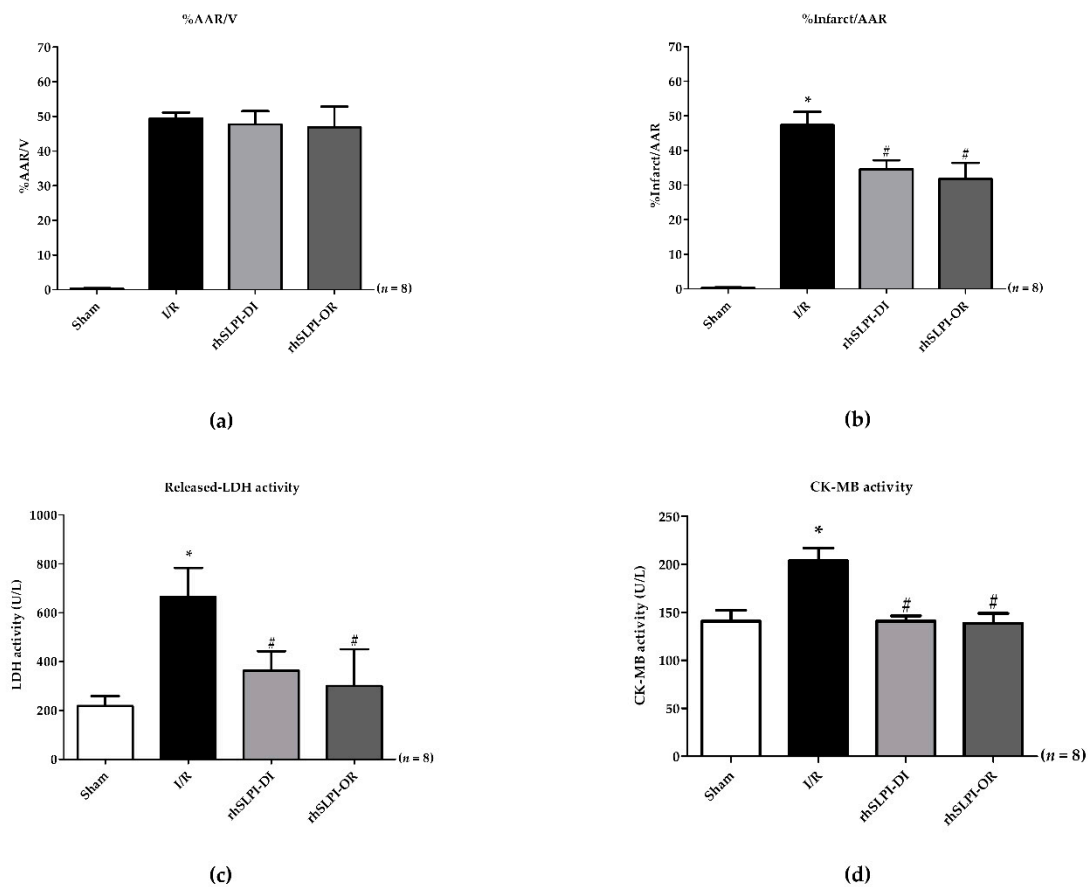 %AAR/V
%AAR/V
70
60
50
40
30
20
10
0
Sham
I/R
rhSLPI-DI
rhSLPI-OR
(n = 8)
(a)
%Infarct/AAR
%Infarct/AAR
70
60
50
40
30
20
10
0
*
#
#
Sham
I/R
rhSLPI-DI
rhSLPI-OR
(n = 8)
(b)
Released-LDH activity
LDH activity (U/L)
1000
800
600
400
200
0
*
#
#
Sham
I/R
rhSLPI-DI
rhSLPI-OR
(n = 8)
(c)
CK-MB activity
CK-MB activity (U/L)
250
200
150
100
50
0
*
#
#
Sham
I/R
rhSLPI-DI
rhSLPI-OR
(n = 8)
(d)